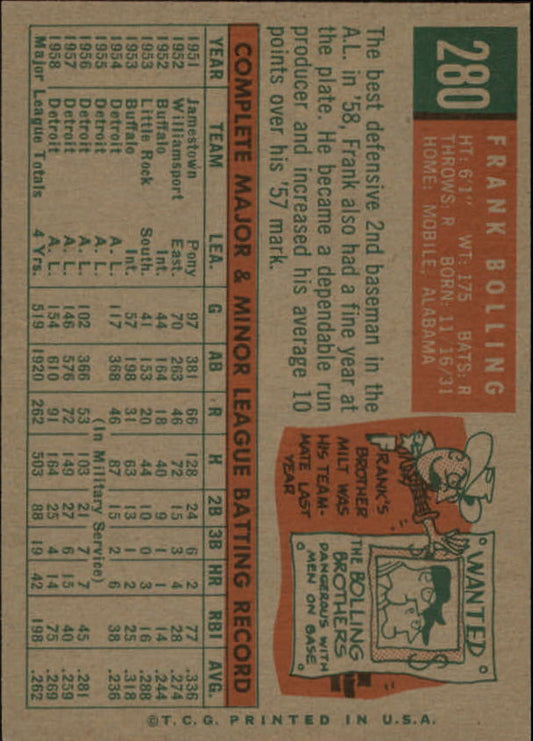 280
FRANK BOLLING
HT: 6'1" WT: 175 BATS: R
THROWS: R BORN: 11/16/31
HOME: MOBILE, ALABAMA
The best defensive 2nd baseman in the
A.L. in '58, Frank also had a fine year at
the plate. He became a dependable run
producer and increased his average 10
points over his '57 mark.
FRANK'S
BROTHER
MILT WAS
HIS TEAM-
MATE LAST
YEAR
WANTED
THE BOLLING
BROTHERS
DANGEROUS WITH
MEN ON BASE
$
COMPLETE MAJOR & MINOR LEAGUE BATTING RECORD
YEAR TEAM LEA. G AB R H 2B 3B HR RBI AVG.
1951 Jamestown Pony 97 381 66 128 24 6 2 77 .336
1952 Williamsport East. 70 263 46 72 15 3 4 28 .274
1952 Buffalo Int. 44 164 18 40 9 1 2 14 .244
1953 Little Rock South. 41 153 20 44 10 0 3 16 .288
1953 Buffalo Int. 57 198 31 63 13 1 2 25 .318
1954 Detroit A. L. 117 368 46 87 15 2 6 38 .236
1955 Detroit A. L. (In Military Service)
1956 Detroit A. L. 102 366 53 103 21 7 7 45 .281
1957 Detroit A. L. 146 576 72 149 27 6 15 40 .259
1958 Detroit A. L. 154 610 91 164 25 4 14 75 .269
Major League Totals 4 Yrs. 519 1920 262 503 88 19 42 198 .262
©T.C.G. PRINTED IN U.S.A.